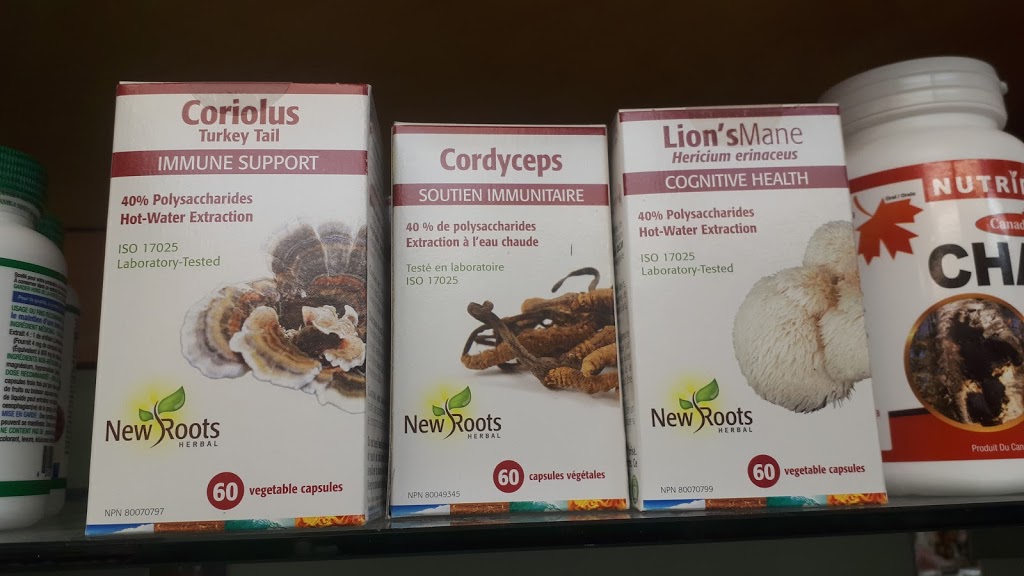 Coriolus
Turkey Tail
IMMUNE SUPPORT
40% Polysaccharides
Hot-Water Extraction
ISO 17025
Laboratory-Tested
New Roots
HERBAL
60 vegetable capsules
NPN 80070797
Cordyceps
SOUTIEN IMMUNITAIRE
40 % de polysaccharides
Extraction à l'eau chaude
Testé en laboratoire
ISO 17025
New Roots
HERBAL
60 capsules végétales
NPN 80049345
Lion'sMane
Hericium erinaceus
COGNITIVE HEALTH
40% Polysaccharides
Hot-Water Extraction
ISO 17025
Laboratory-Tested
New Roots
HERBAL
60 vegetable capsules
NPN 80070799
NUTRI
Canad
CHA
Produit Du Can